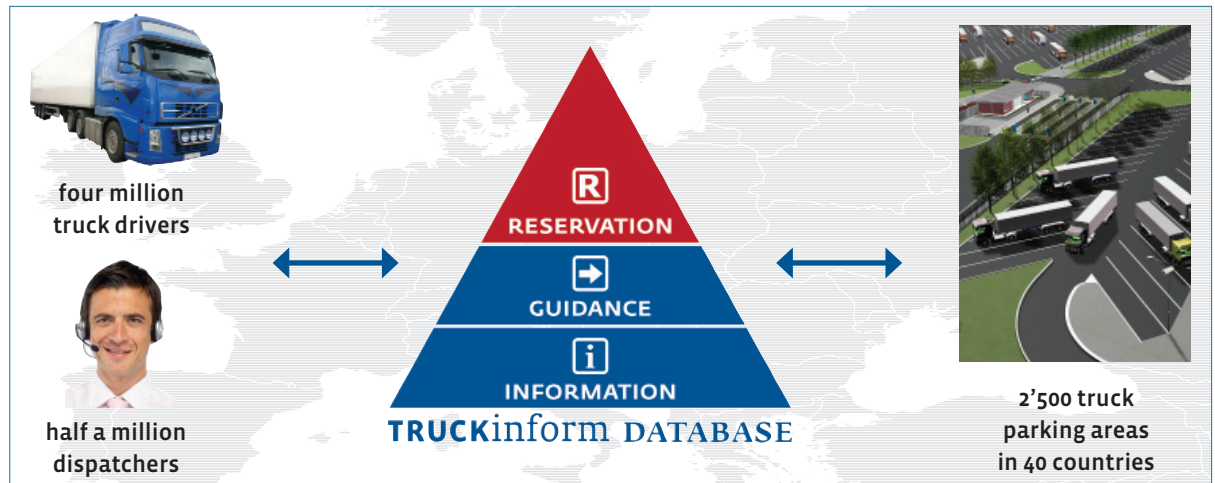 four million
truck drivers
half a million
dispatchers
R
RESERVATION
GUIDANCE
i
INFORMATION
TRUCKinform DATABASE
2’500 truck
parking areas
in 40 countries